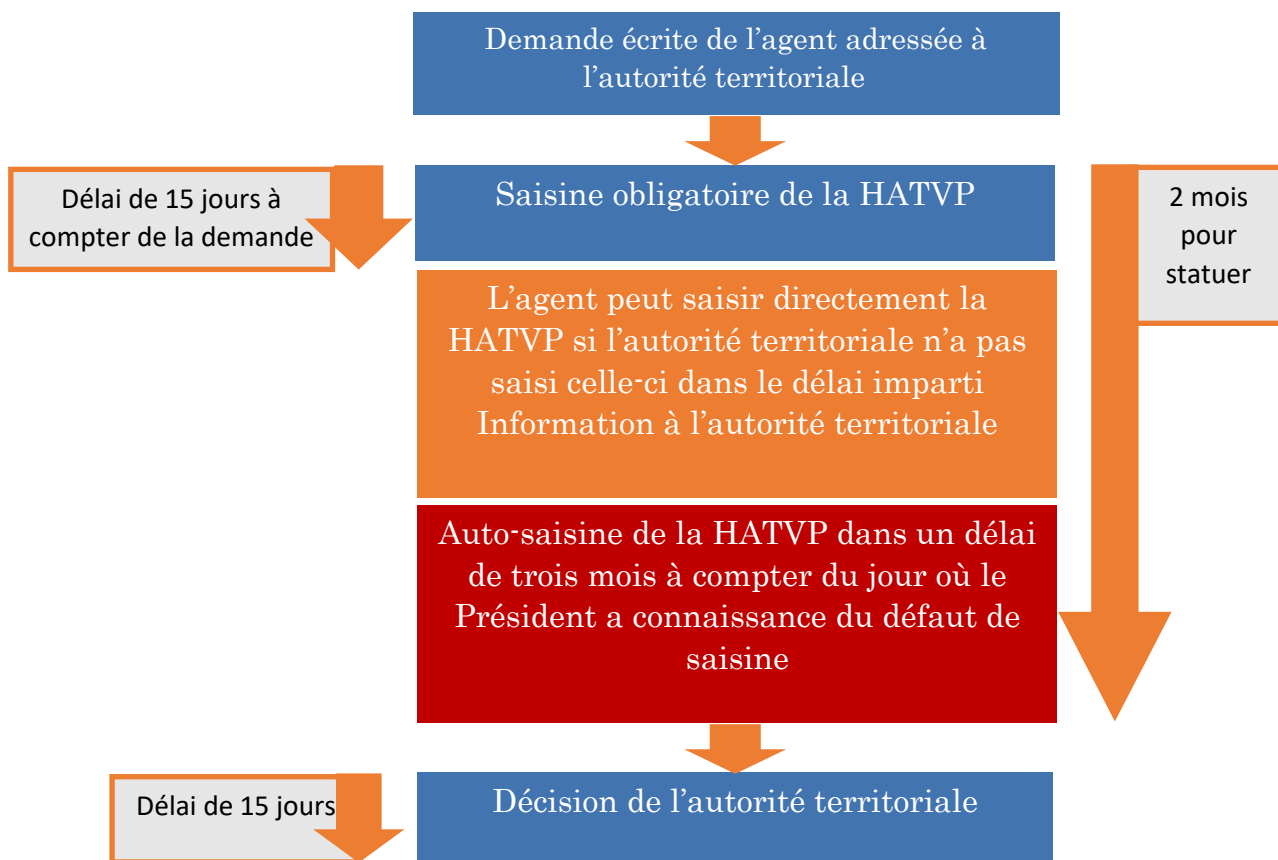 Demande écrite de l’agent adressée à
l’autorité territoriale
Délai de 15 jours à
compter de la demande
Saisine obligatoire de la HATVP
2 mois
pour
statuer
L’agent peut saisir directement la
HATVP si l’autorité territoriale n’a pas
saisi celle-ci dans le délai imparti
Information à l’autorité territoriale
Auto-saisine de la HATVP dans un délai
de trois mois à compter du jour où le
Président a connaissance du défaut de
saisine
Délai de 15 jours
Décision de l’autorité territoriale